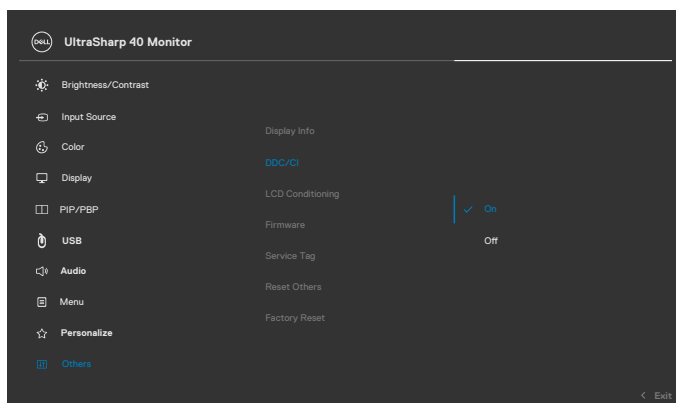 DELL UltraSharp 40 Monitor
Brightness/Contrast
Input Source
Display Info
Color
DDC/CI
Display
LCD Conditioning
PIP/PBP
✓ On
Firmware
USB
Off
Service Tag
Audio
Reset Others
Menu
Factory Reset
Personalize
Others
< Exit